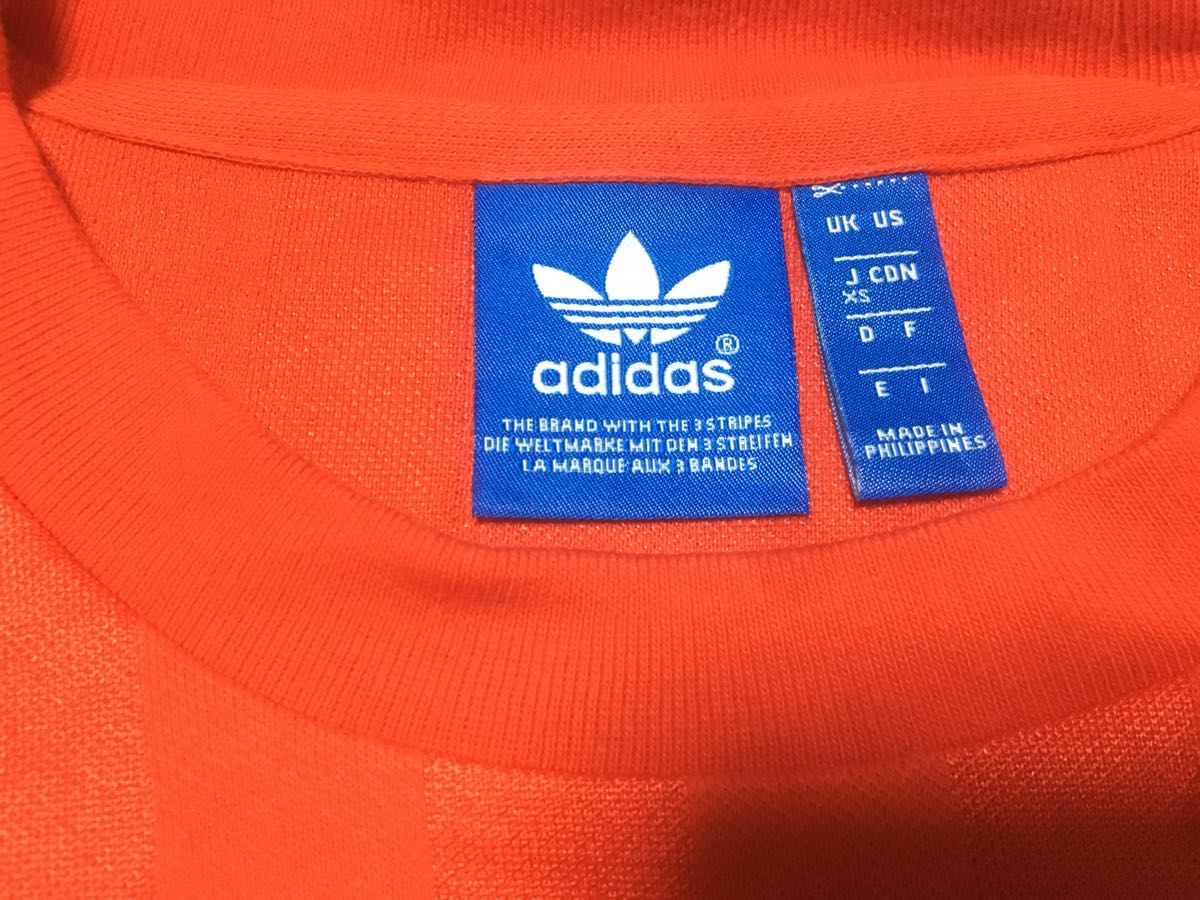 adidas®
THE BRAND WITH THE 3 STRIPES
DIE WELTMARKE MIT DEN 3 STREIFEN
LA MARQUE AUX 3 BANDES
UK US
J CDN
XS
D F
E I
MADE IN
PHILIPPINES